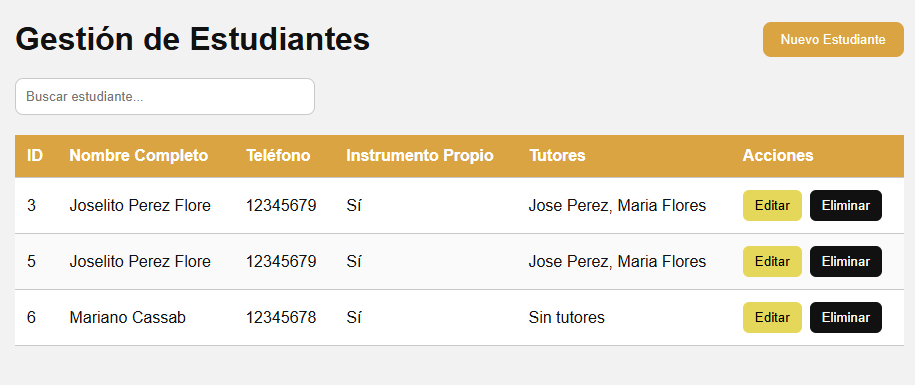 Gestión de Estudiantes
Nuevo Estudiante
Buscar estudiante...
ID Nombre Completo Teléfono Instrumento Propio Tutores Acciones
3 Joselito Perez Flore 12345679 Sí Jose Perez, Maria Flores Editar Eliminar
5 Joselito Perez Flore 12345679 Sí Jose Perez, Maria Flores Editar Eliminar
6 Mariano Cassab 12345678 Sí Sin tutores Editar Eliminar